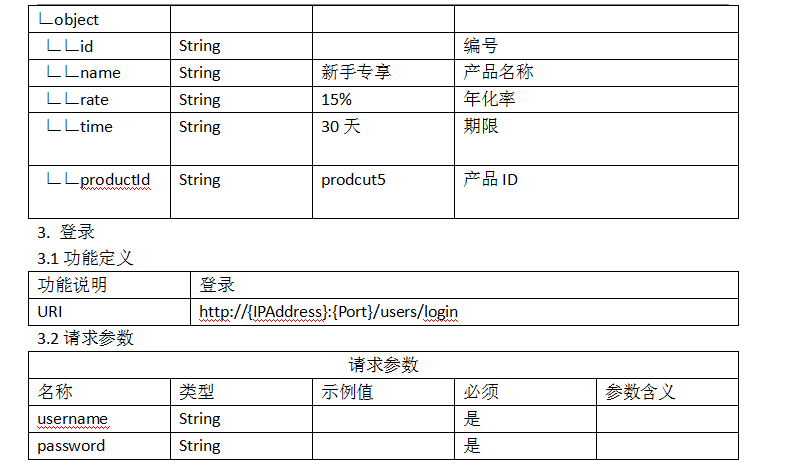 ∟object
∟∟id String 编号
∟∟name String 新手专享 产品名称
∟∟rate String 15% 年化率
∟∟time String 30 天 期限
∟∟productId String prodcut5 产品 ID
3. 登录
3.1 功能定义
功能说明 登录
URI http://{IPAddress}:{Port}/users/login
3.2 请求参数
请求参数
名称 类型 示例值 必须 参数含义
username String 是
password String 是